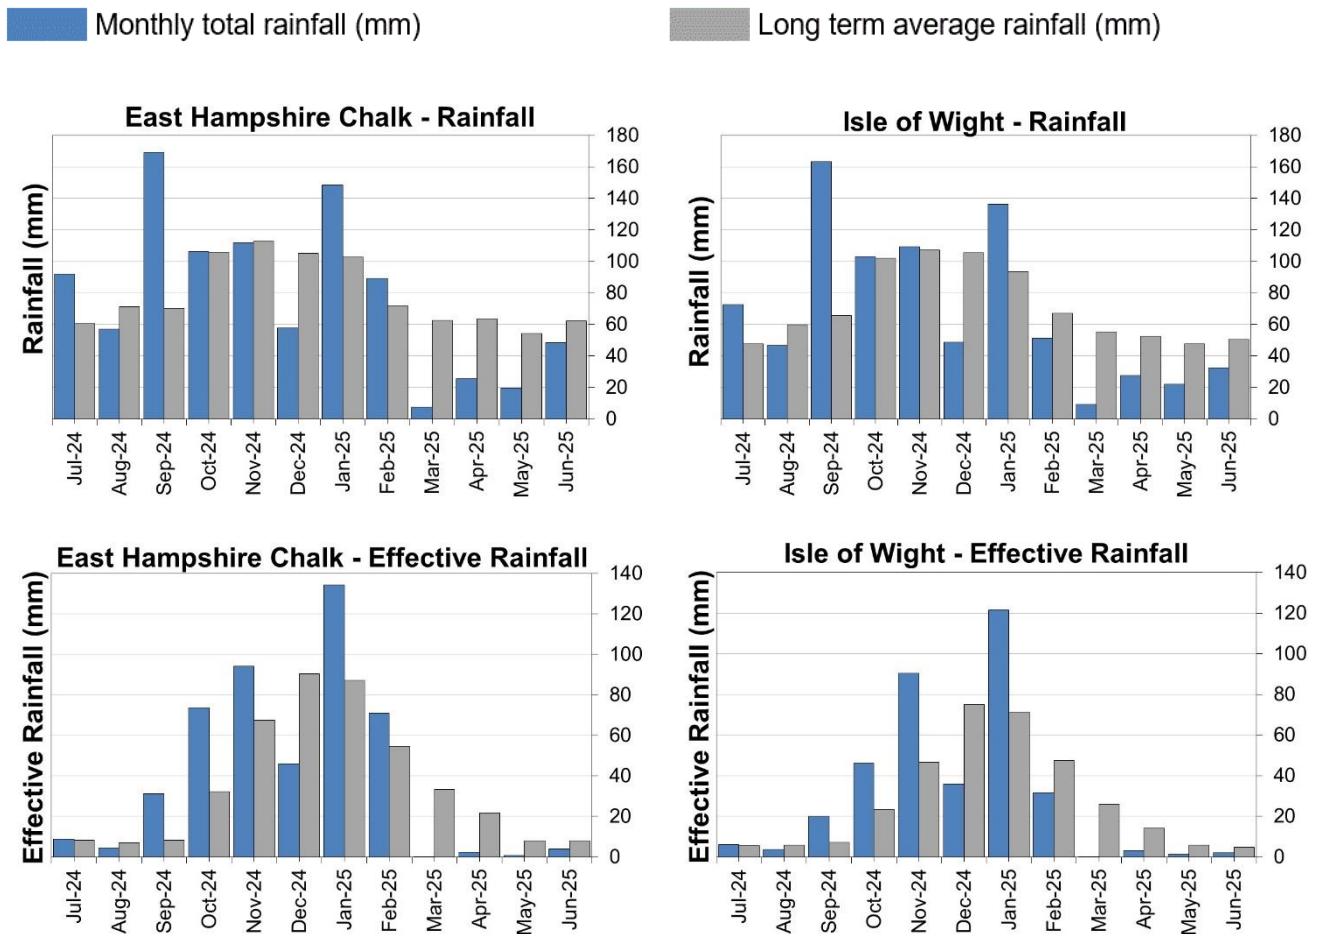 Monthly total rainfall (mm) Long term average rainfall (mm)
East Hampshire Chalk - Rainfall
Rainfall (mm)
180
160
140
120
100
80
60
40
20
0
Jul-24 Aug-24 Sep-24 Oct-24 Nov-24 Dec-24 Jan-25 Feb-25 Mar-25 Apr-25 May-25 Jun-25
Isle of Wight - Rainfall
Rainfall (mm)
180
160
140
120
100
80
60
40
20
0
Jul-24 Aug-24 Sep-24 Oct-24 Nov-24 Dec-24 Jan-25 Feb-25 Mar-25 Apr-25 May-25 Jun-25
East Hampshire Chalk - Effective Rainfall
Effective Rainfall (mm)
140
120
100
80
60
40
20
0
Jul-24 Aug-24 Sep-24 Oct-24 Nov-24 Dec-24 Jan-25 Feb-25 Mar-25 Apr-25 May-25 Jun-25
Isle of Wight - Effective Rainfall
Effective Rainfall (mm)
140
120
100
80
60
40
20
0
Jul-24 Aug-24 Sep-24 Oct-24 Nov-24 Dec-24 Jan-25 Feb-25 Mar-25 Apr-25 May-25 Jun-25